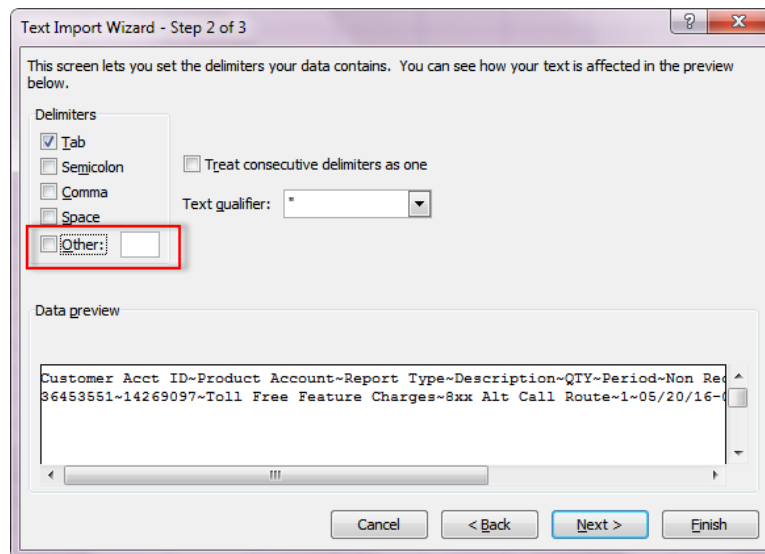 Text Import Wizard - Step 2 of 3
This screen lets you set the delimiters your data contains. You can see how your text is affected in the preview
below.
Delimiters
Tab
Semicolon
Comma
Space
Other:
Treat consecutive delimiters as one
Text qualifier: "
Data preview
Customer Acct ID~Product Account~Report Type~Description~QTY~Period~Non Rec
36453551~14269097~Toll Free Feature Charges~8xx Alt Call Route~1~05/20/16-
Cancel
< Back
Next >
Finish